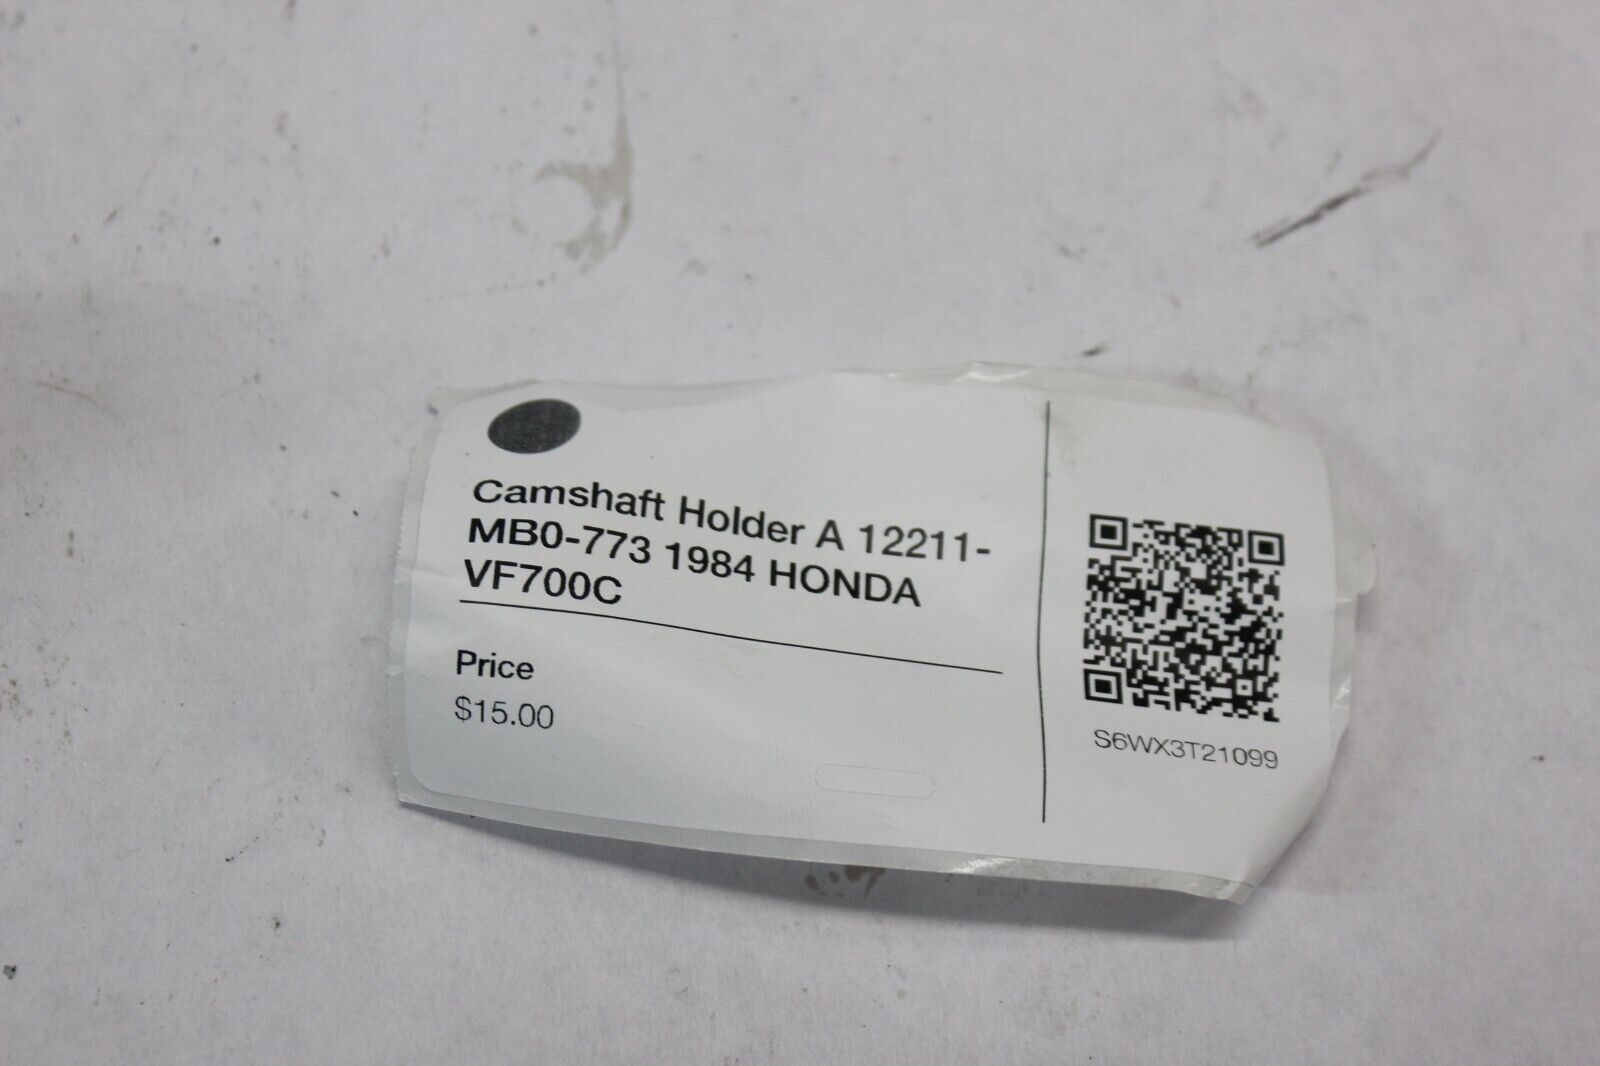 Camshaft Holder A 12211-
MB0-773 1984 HONDA
VF700C
Price
$15.00
S6WX3T21099